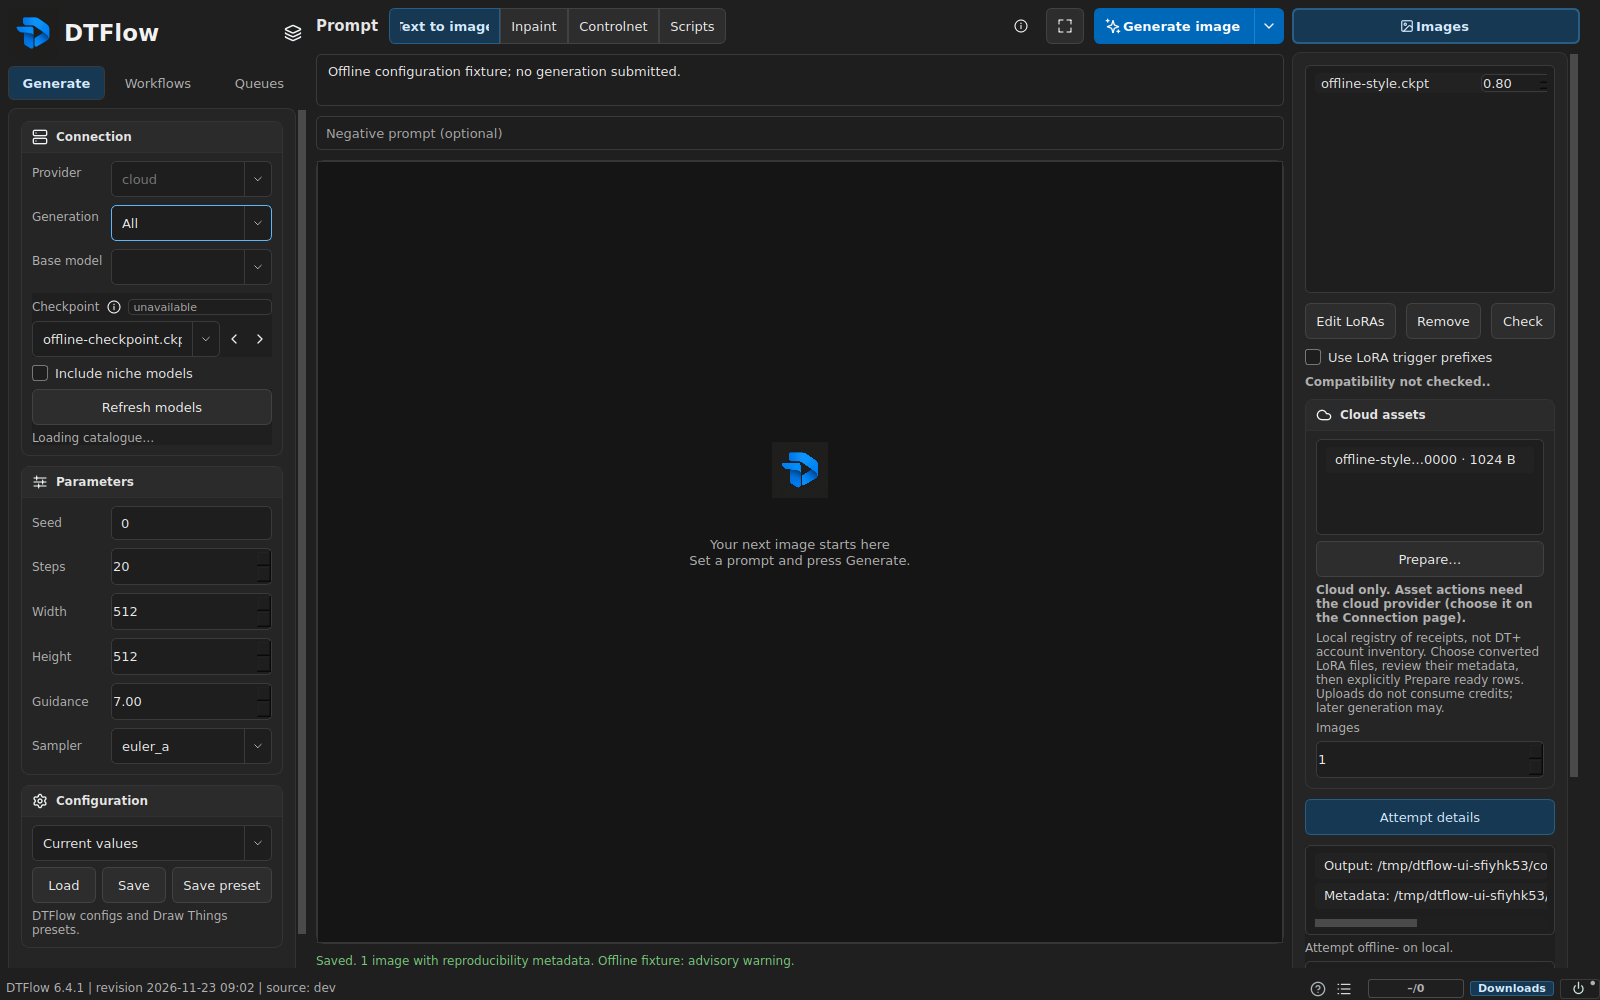 DTFlow
Generate
Workflows
Queues
Connection
Provider
cloud
Generation
All
Base model
Checkpoint
unavailable
offline-checkpoint.ckp
Include niche models
Refresh models
Loading catalogue...
Parameters
Seed
0
Steps
20
Width
512
Height
512
Guidance
7.00
Sampler
euler_a
Configuration
Current values
Load
Save
Save preset
DTFlow configs and Draw Things
presets.
Prompt
Text to image
Inpaint
Controlnet
Scripts
Generate image
Offline configuration fixture; no generation submitted.
Negative prompt (optional)
Your next image starts here
Set a prompt and press Generate.
Saved. 1 image with reproducibility metadata. Offline fixture: advisory warning.
Images
offline-style.ckpt
0.80
Edit LoRAs
Remove
Check
Use LoRA trigger prefixes
Compatibility not checked..
Cloud assets
offline-style...0000 · 1024 B
Prepare...
Cloud only. Asset actions need
the cloud provider (choose it on
the Connection page).
Local registry of receipts, not DT+
account inventory. Choose converted
LoRA files, review their metadata,
then explicitly Prepare ready rows.
Uploads do not consume credits;
later generation may.
Images
1
Attempt details
Output: /tmp/dtflow-ui-sfiyhk53/co
Metadata: /tmp/dtflow-ui-sfiyhk53/
Attempt offline- on local.
DTFlow 6.4.1 | revision 2026-11-23 09:02 | source: dev
-/0
Downloads